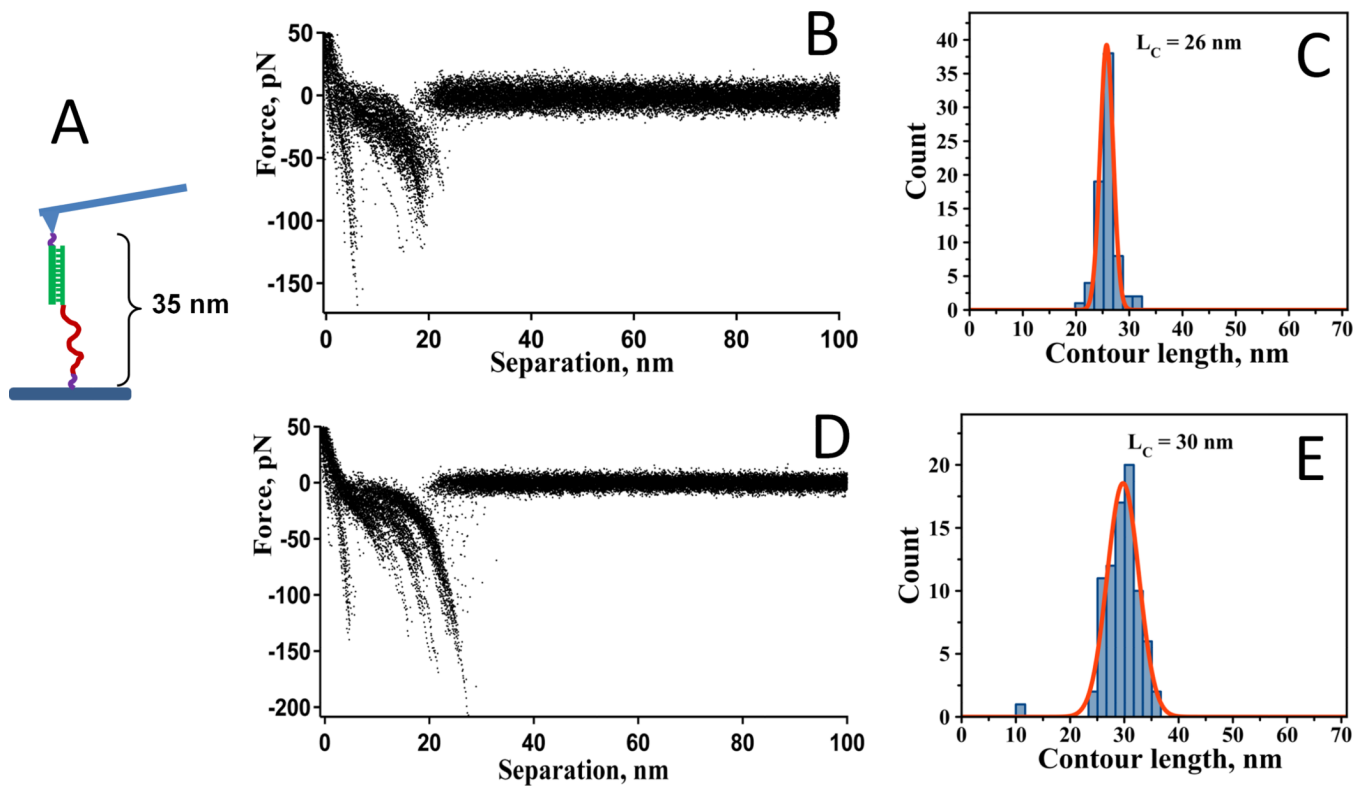 A
35 nm
B
Force, pN
50
0
-50
-100
-150
0 20 40 60 80 100
Separation, nm
C
L_C = 26 nm
Count
40
35
30
25
20
15
10
5
0
0 10 20 30 40 50 60 70
Contour length, nm
D
Force, pN
50
0
-50
-100
-150
-200
0 20 40 60 80 100
Separation, nm
E
L_C = 30 nm
Count
20
15
10
5
0
0 10 20 30 40 50 60 70
Contour length, nm